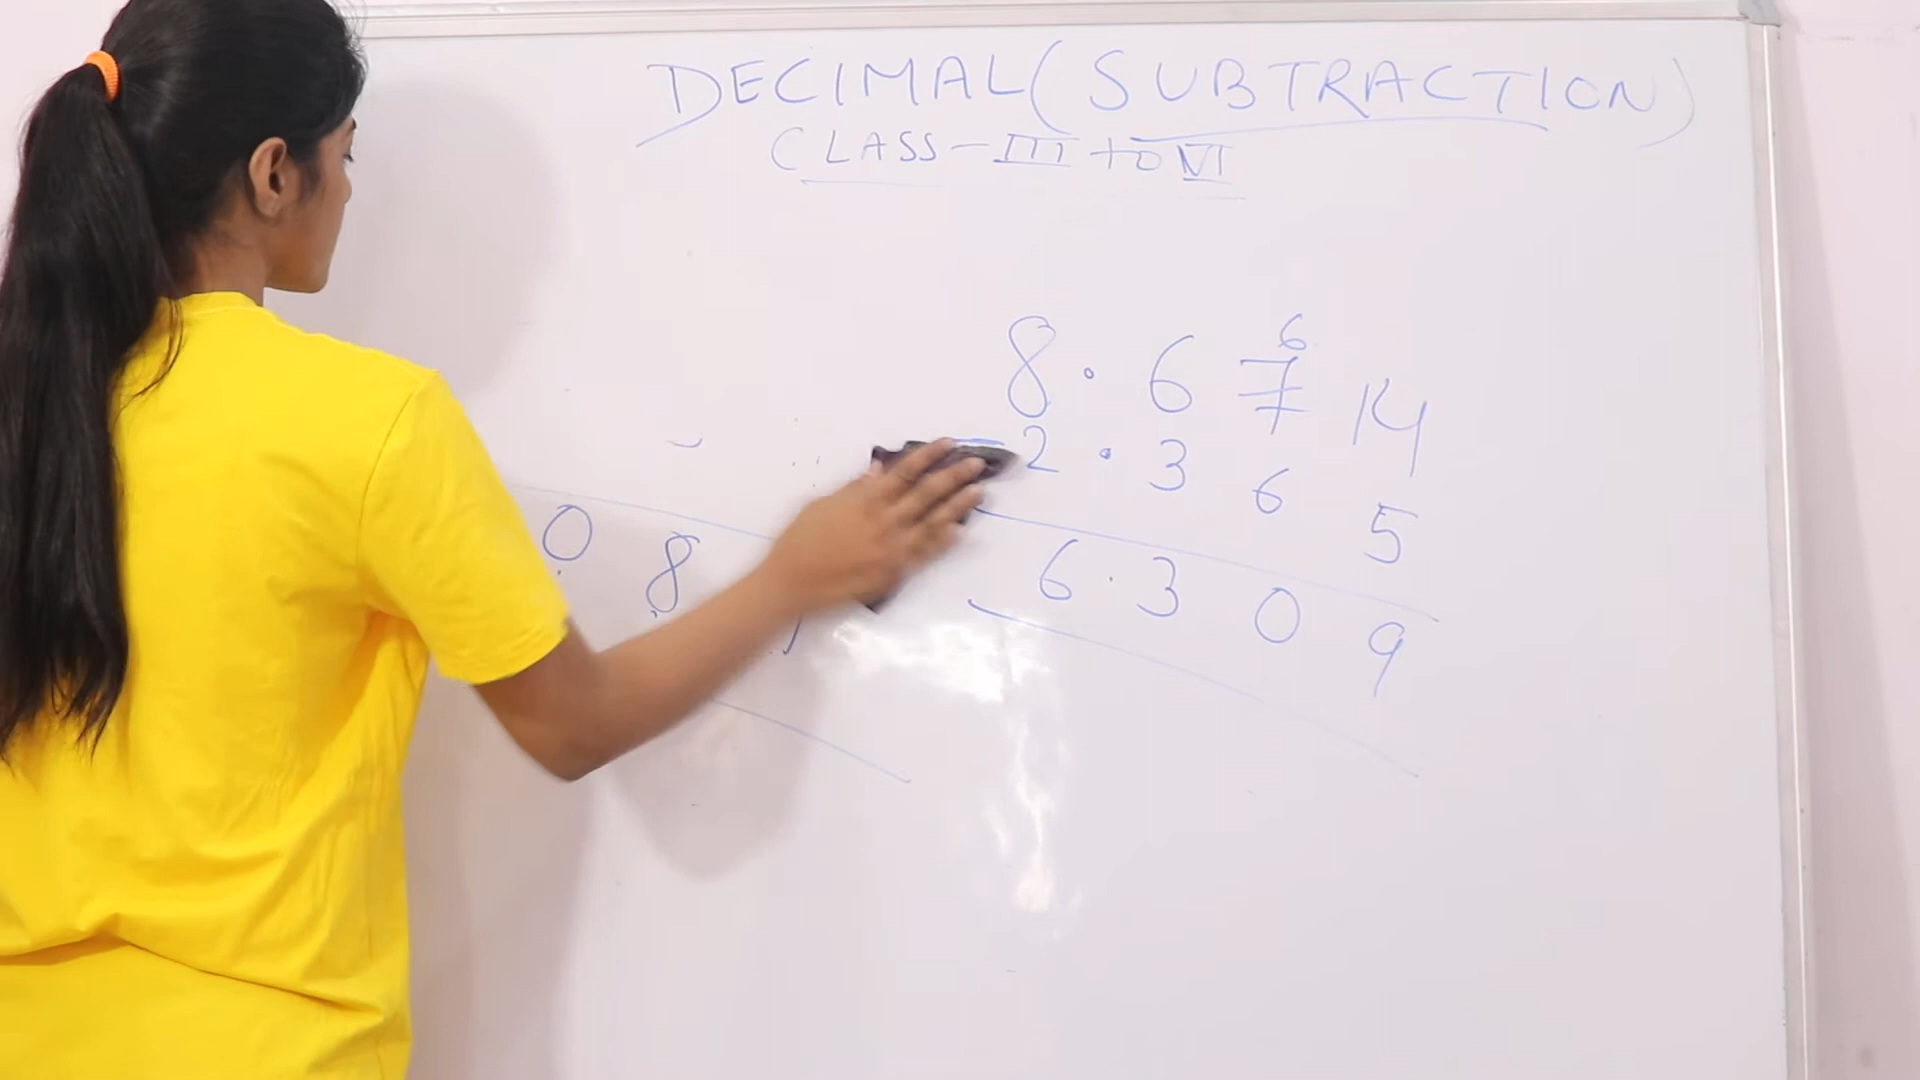 DECIMAL (SUBTRACTION)
CLASS - III to VI
6
8 . 6 7 14
- 2 . 3 6 5
6 . 3 0 9
0 8